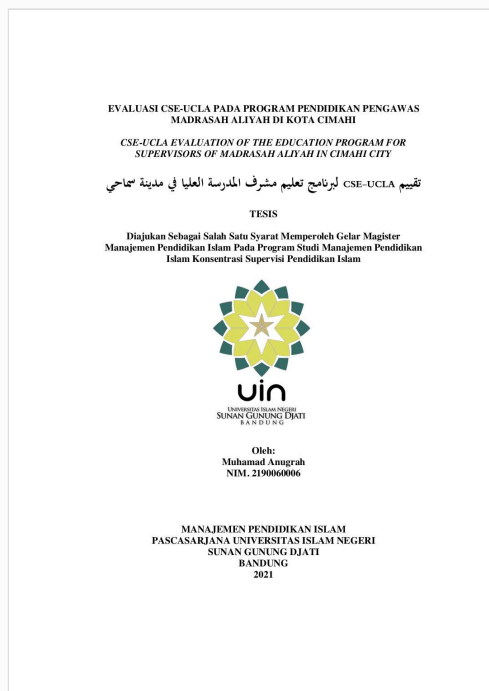 EVALUASI CSE-UCLA PADA PROGRAM PENDIDIKAN PENGAWAS
MADRASAH ALIYAH DI KOTA CIMAHI
CSE-UCLA EVALUATION OF THE EDUCATION PROGRAM FOR
SUPERVISORS OF MADRASAH ALIYAH IN CIMAHI CITY
تقييم CSE-UCLA لبرنامج تعليم مشرف المدرسة العليا في مدينة سماحي
TESIS
Diajukan Sebagai Salah Satu Syarat Memperoleh Gelar Magister
Manajemen Pendidikan Islam Pada Program Studi Manajemen Pendidikan
Islam Konsentrasi Supervisi Pendidikan Islam
uin
UNIVERSITAS ISLAM NEGERI
SUNAN GUNUNG DJATI
BANDUNG
Oleh:
Muhamad Anugrah
NIM. 2190060006
MANAJEMEN PENDIDIKAN ISLAM
PASCASARJANA UNIVERSITAS ISLAM NEGERI
SUNAN GUNUNG DJATI
BANDUNG
2021